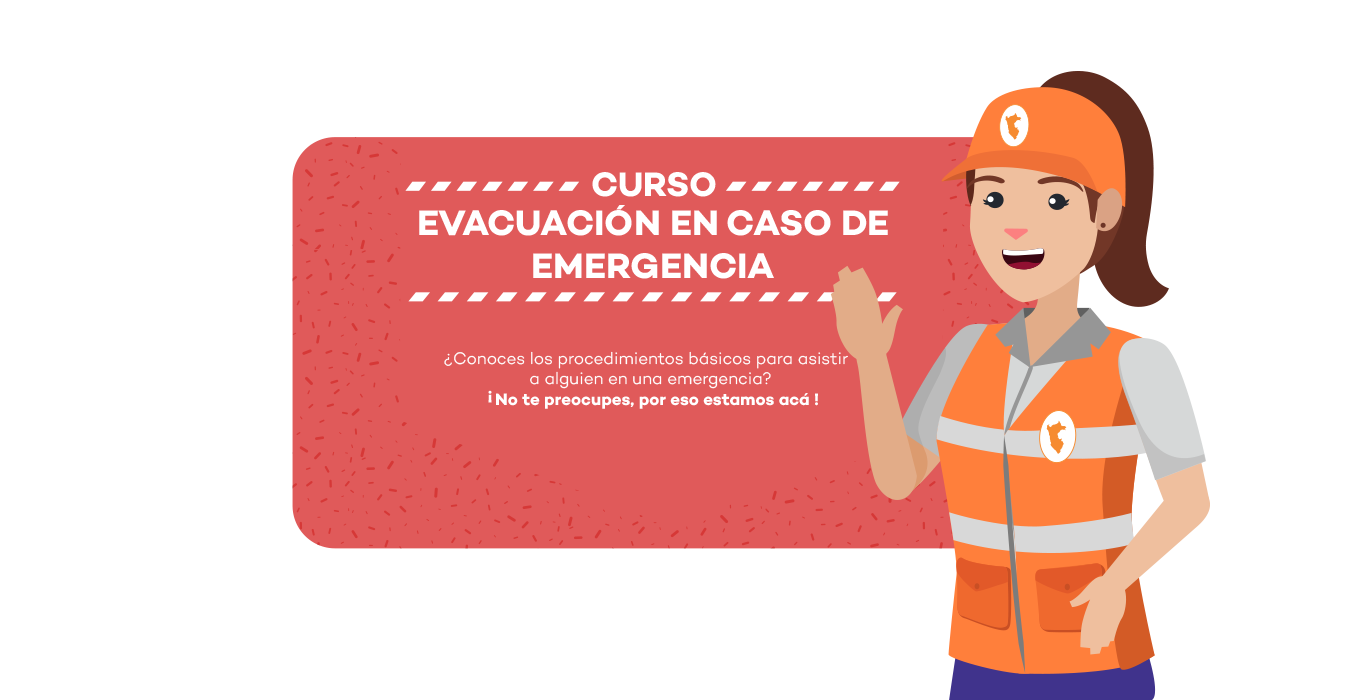 CURSO
EVACUACIÓN EN CASO DE
EMERGENCIA
¿Conoces los procedimientos básicos para asistir
a alguien en una emergencia?
¡No te preocupes, por eso estamos acá !